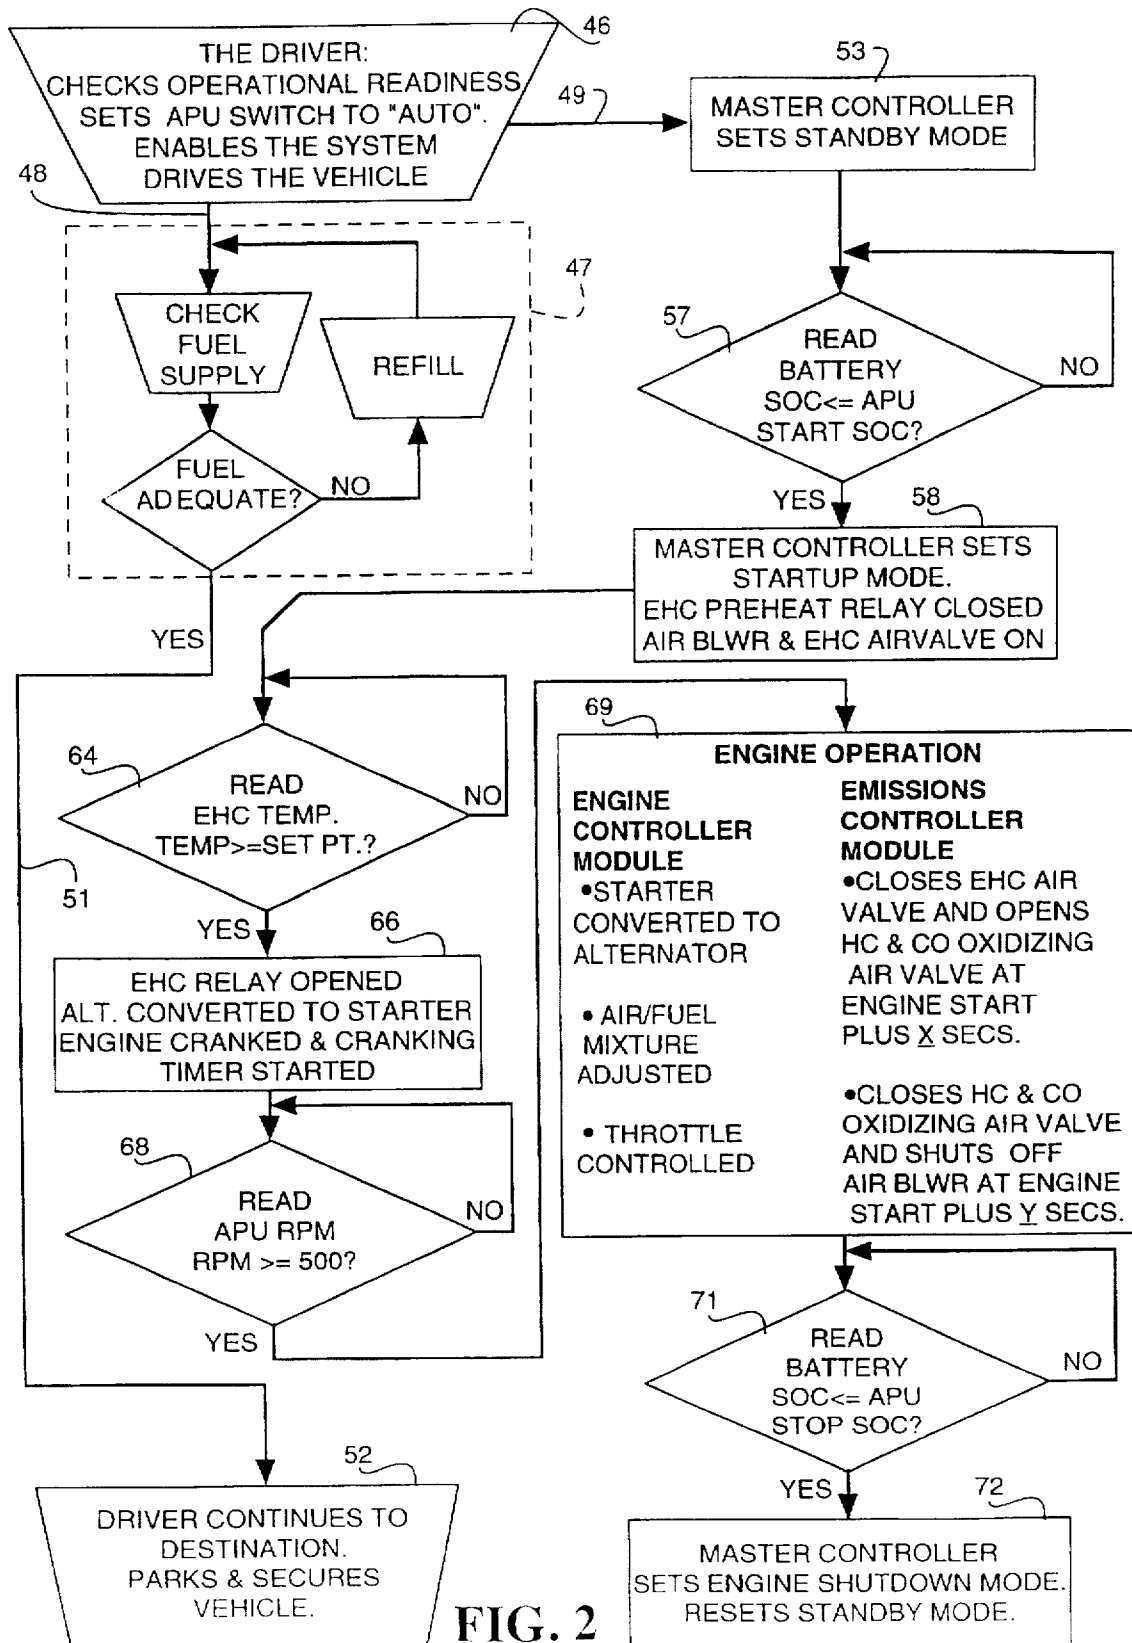 46
THE DRIVER:
CHECKS OPERATIONAL READINESS
SETS APU SWITCH TO "AUTO".
ENABLES THE SYSTEM
DRIVES THE VEHICLE
49
53
MASTER CONTROLLER
SETS STANDBY MODE
48
47
CHECK
FUEL
SUPPLY
REFILL
FUEL
ADEQUATE?
NO
YES
57
READ
BATTERY
SOC<= APU
START SOC?
NO
YES
58
MASTER CONTROLLER SETS
STARTUP MODE.
EHC PREHEAT RELAY CLOSED
AIR BLWR & EHC AIRVALVE ON
64
READ
EHC TEMP.
TEMP>=SET PT.?
NO
YES
51
66
EHC RELAY OPENED
ALT. CONVERTED TO STARTER
ENGINE CRANKED & CRANKING
TIMER STARTED
68
READ
APU RPM
RPM >= 500?
NO
YES
69
ENGINE OPERATION
ENGINE
CONTROLLER
MODULE
•STARTER
CONVERTED TO
ALTERNATOR
• AIR/FUEL
MIXTURE
ADJUSTED
• THROTTLE
CONTROLLED
EMISSIONS
CONTROLLER
MODULE
•CLOSES EHC AIR
VALVE AND OPENS
HC & CO OXIDIZING
AIR VALVE AT
ENGINE START
PLUS X SECS.
•CLOSES HC & CO
OXIDIZING AIR VALVE
AND SHUTS OFF
AIR BLWR AT ENGINE
START PLUS Y SECS.
71
READ
BATTERY
SOC<= APU
STOP SOC?
NO
YES
52
DRIVER CONTINUES TO
DESTINATION.
PARKS & SECURES
VEHICLE.
72
MASTER CONTROLLER
SETS ENGINE SHUTDOWN MODE.
RESETS STANDBY MODE.
FIG. 2